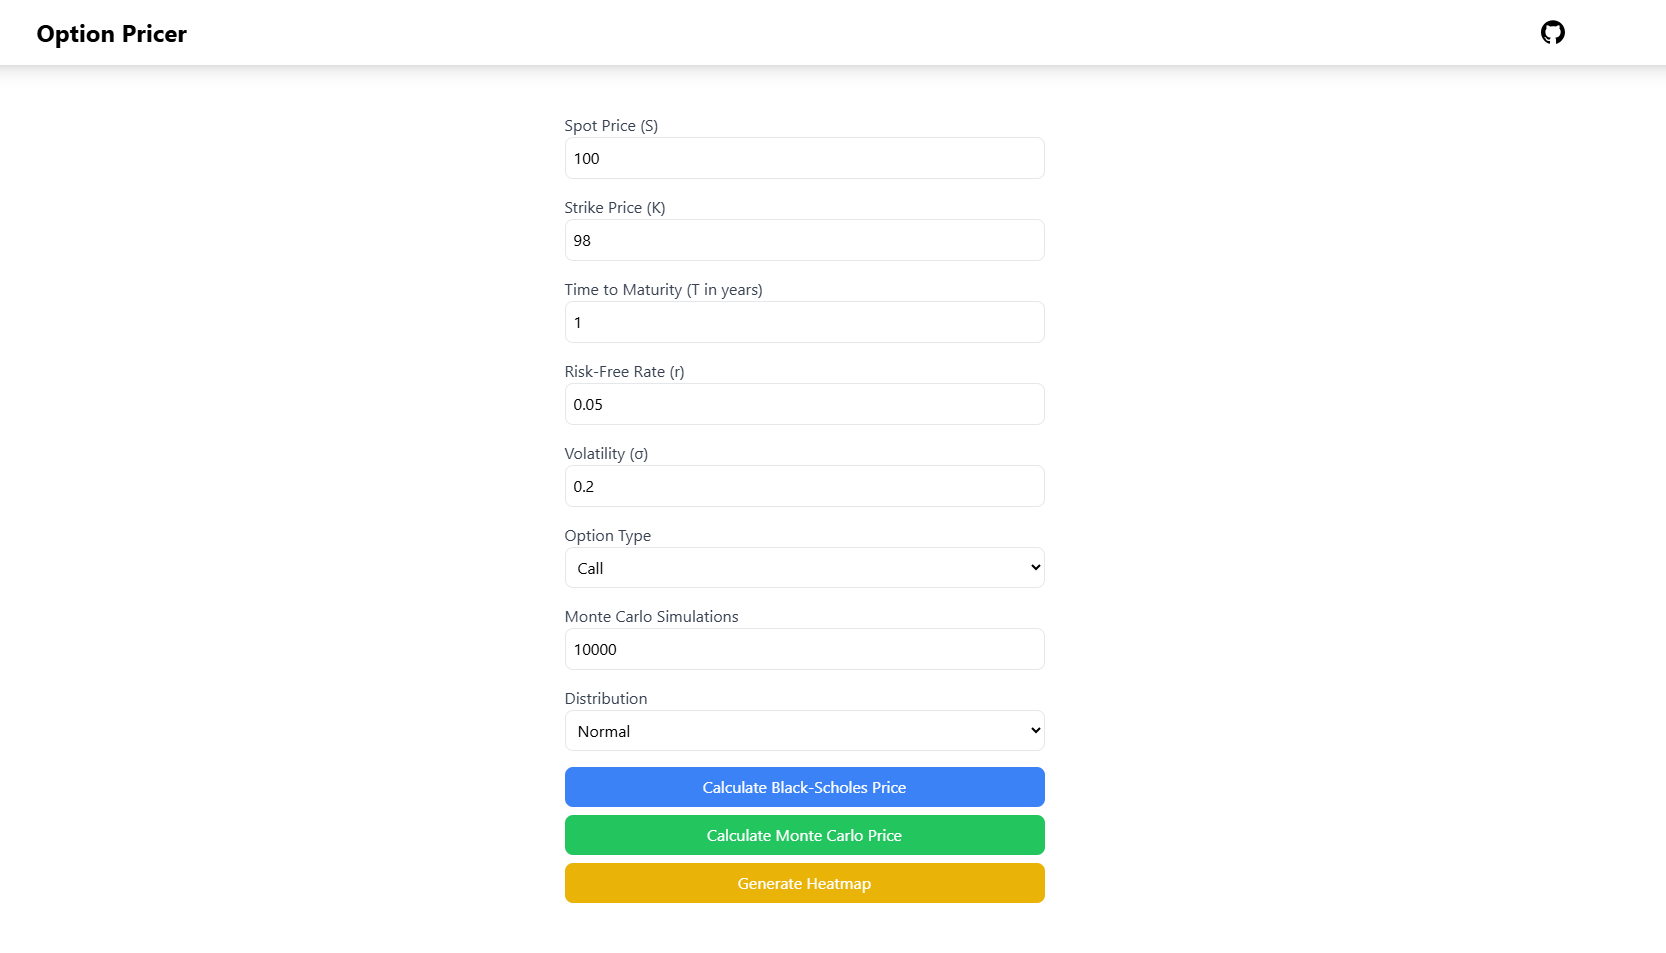 Option Pricer
Spot Price (S)
100
Strike Price (K)
98
Time to Maturity (T in years)
1
Risk-Free Rate (r)
0.05
Volatility (σ)
0.2
Option Type
Call
Monte Carlo Simulations
10000
Distribution
Normal
Calculate Black-Scholes Price
Calculate Monte Carlo Price
Generate Heatmap